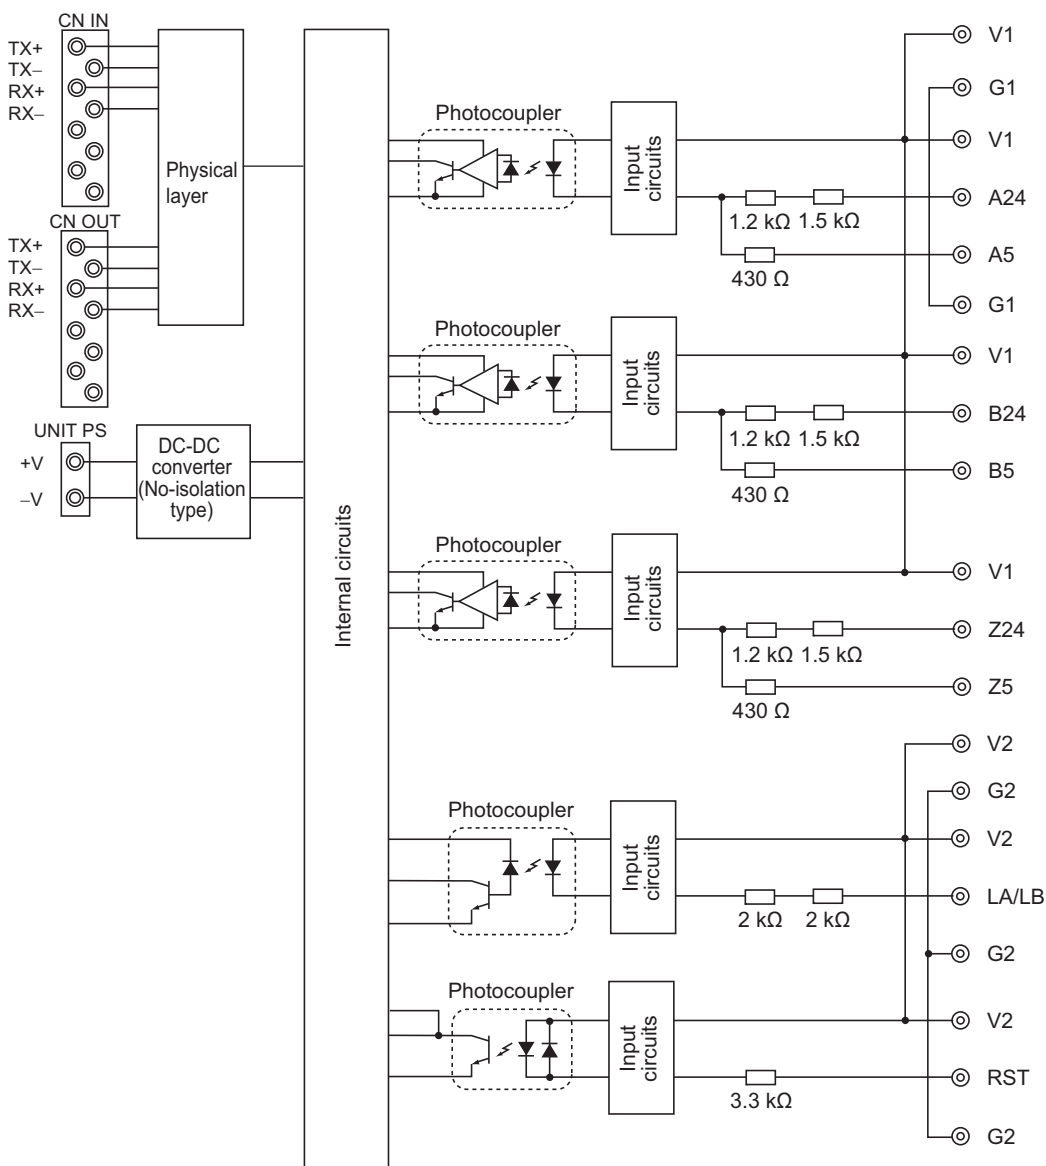 CN IN
TX+
TX−
RX+
RX−
Physical
layer
CN OUT
TX+
TX−
RX+
RX−
UNIT PS
+V
−V
DC-DC
converter
(No-isolation
type)
Internal circuits
Photocoupler
Input
circuits
1.2 kΩ 1.5 kΩ
430 Ω
V1
G1
V1
A24
A5
G1
Photocoupler
Input
circuits
1.2 kΩ 1.5 kΩ
430 Ω
V1
B24
B5
Photocoupler
Input
circuits
1.2 kΩ 1.5 kΩ
430 Ω
V1
Z24
Z5
V2
G2
Photocoupler
Input
circuits
2 kΩ 2 kΩ
V2
LA/LB
G2
Photocoupler
Input
circuits
3.3 kΩ
V2
RST
G2